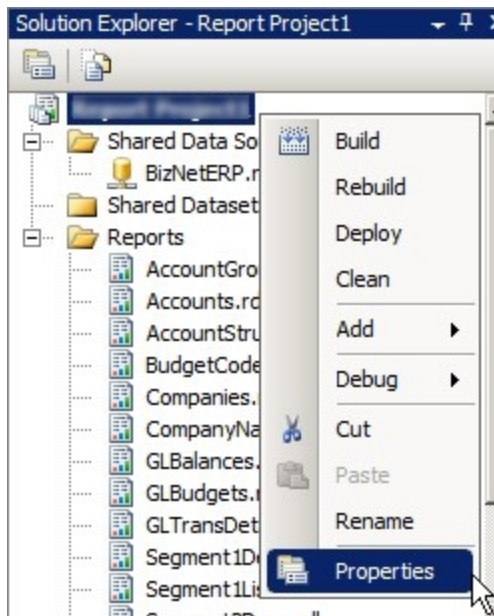 Solution Explorer - Report Project1
Shared Data So
BizNetERP.r
Shared Dataset
Reports
AccountGro
Accounts.rd
AccountStru
BudgetCode
Companies.
CompanyNa
GLBalances.
GLBudgets.r
GLTransDet
Segment1De
Segment1Lis
Build
Rebuild
Deploy
Clean
Add
Debug
Cut
Paste
Rename
Properties